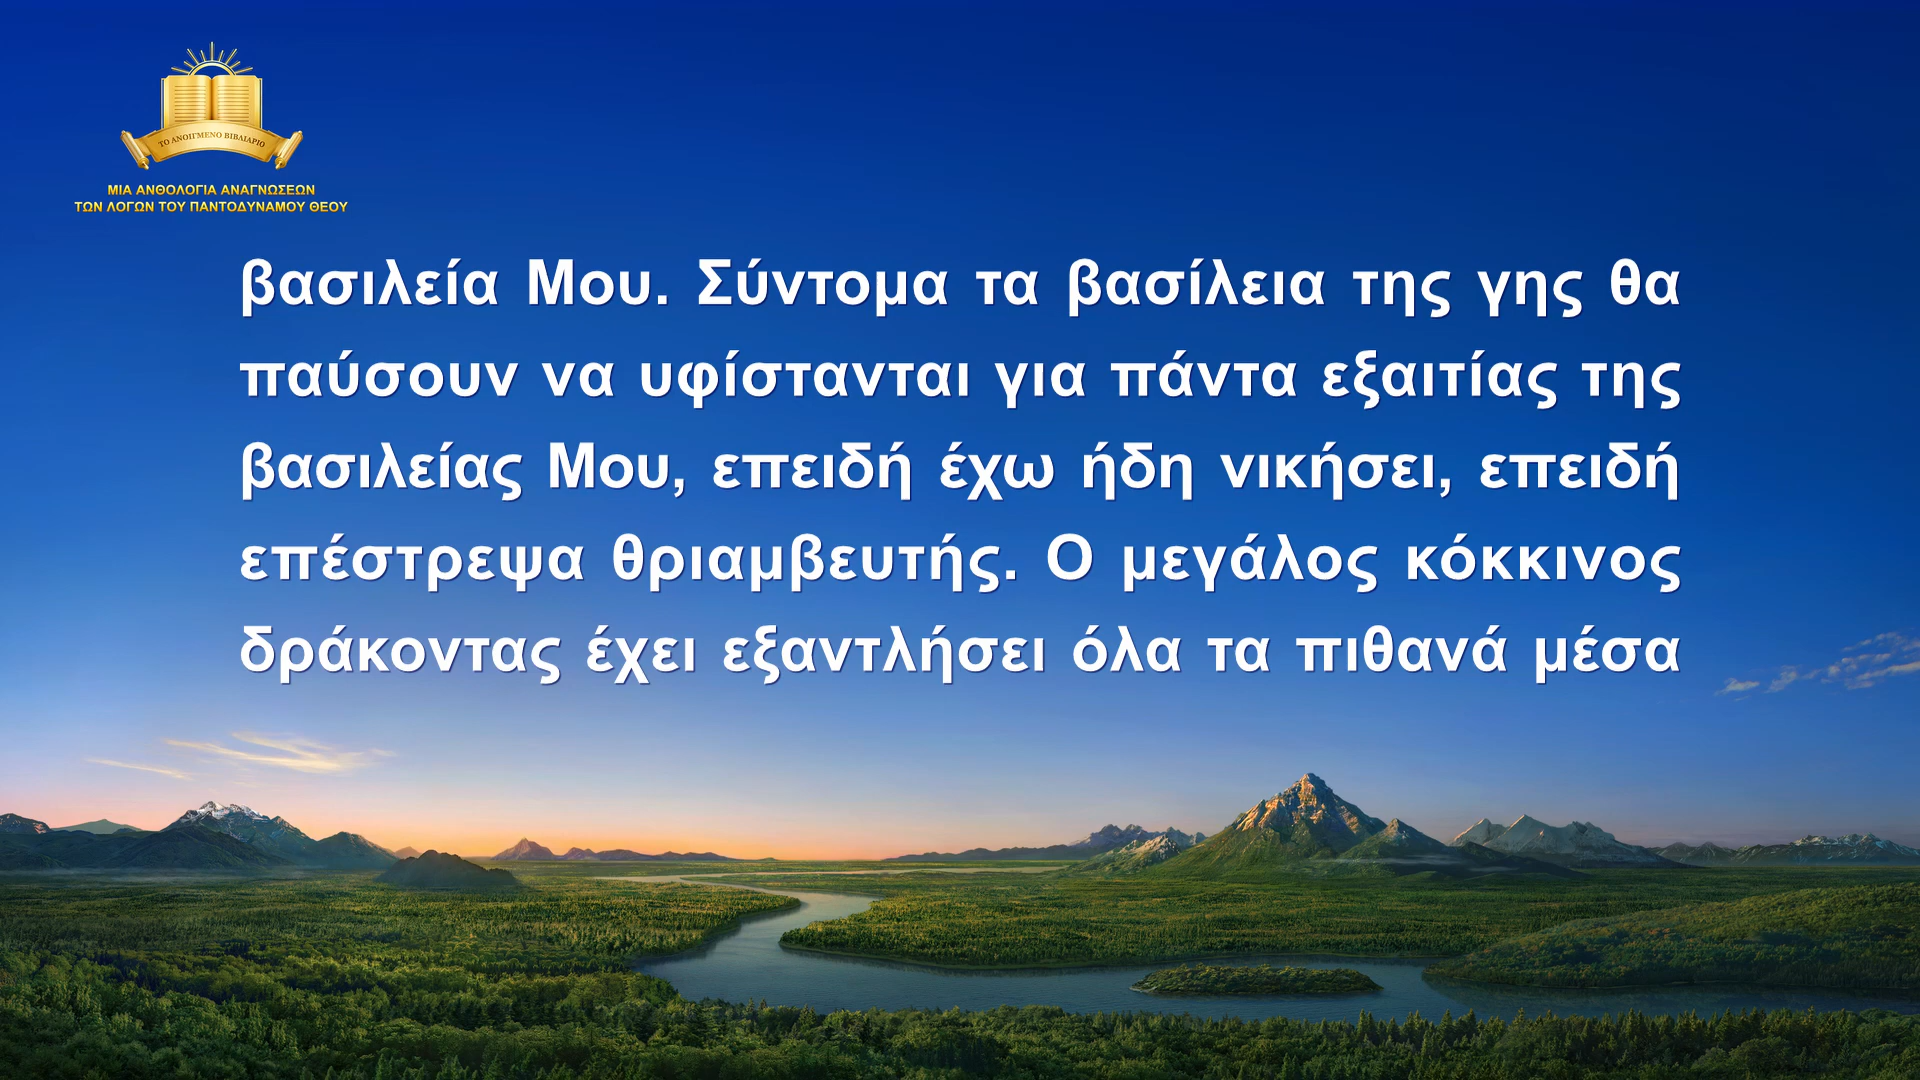 ΤΟ ΑΝΟΙΓΜΕΝΟ ΒΙΒΛΙΑΡΙΟ
ΜΙΑ ΑΝΘΟΛΟΓΙΑ ΑΝΑΓΝΩΣΕΩΝ
ΤΩΝ ΛΟΓΩΝ ΤΟΥ ΠΑΝΤΟΔΥΝΑΜΟΥ ΘΕΟΥ
βασιλεία Μου. Σύντομα τα βασίλεια της γης θα
παύσουν να υφίστανται για πάντα εξαιτίας της
βασιλείας Μου, επειδή έχω ήδη νικήσει, επειδή
επέστρεψα θριαμβευτής. Ο μεγάλος κόκκινος
δράκοντας έχει εξαντλήσει όλα τα πιθανά μέσα